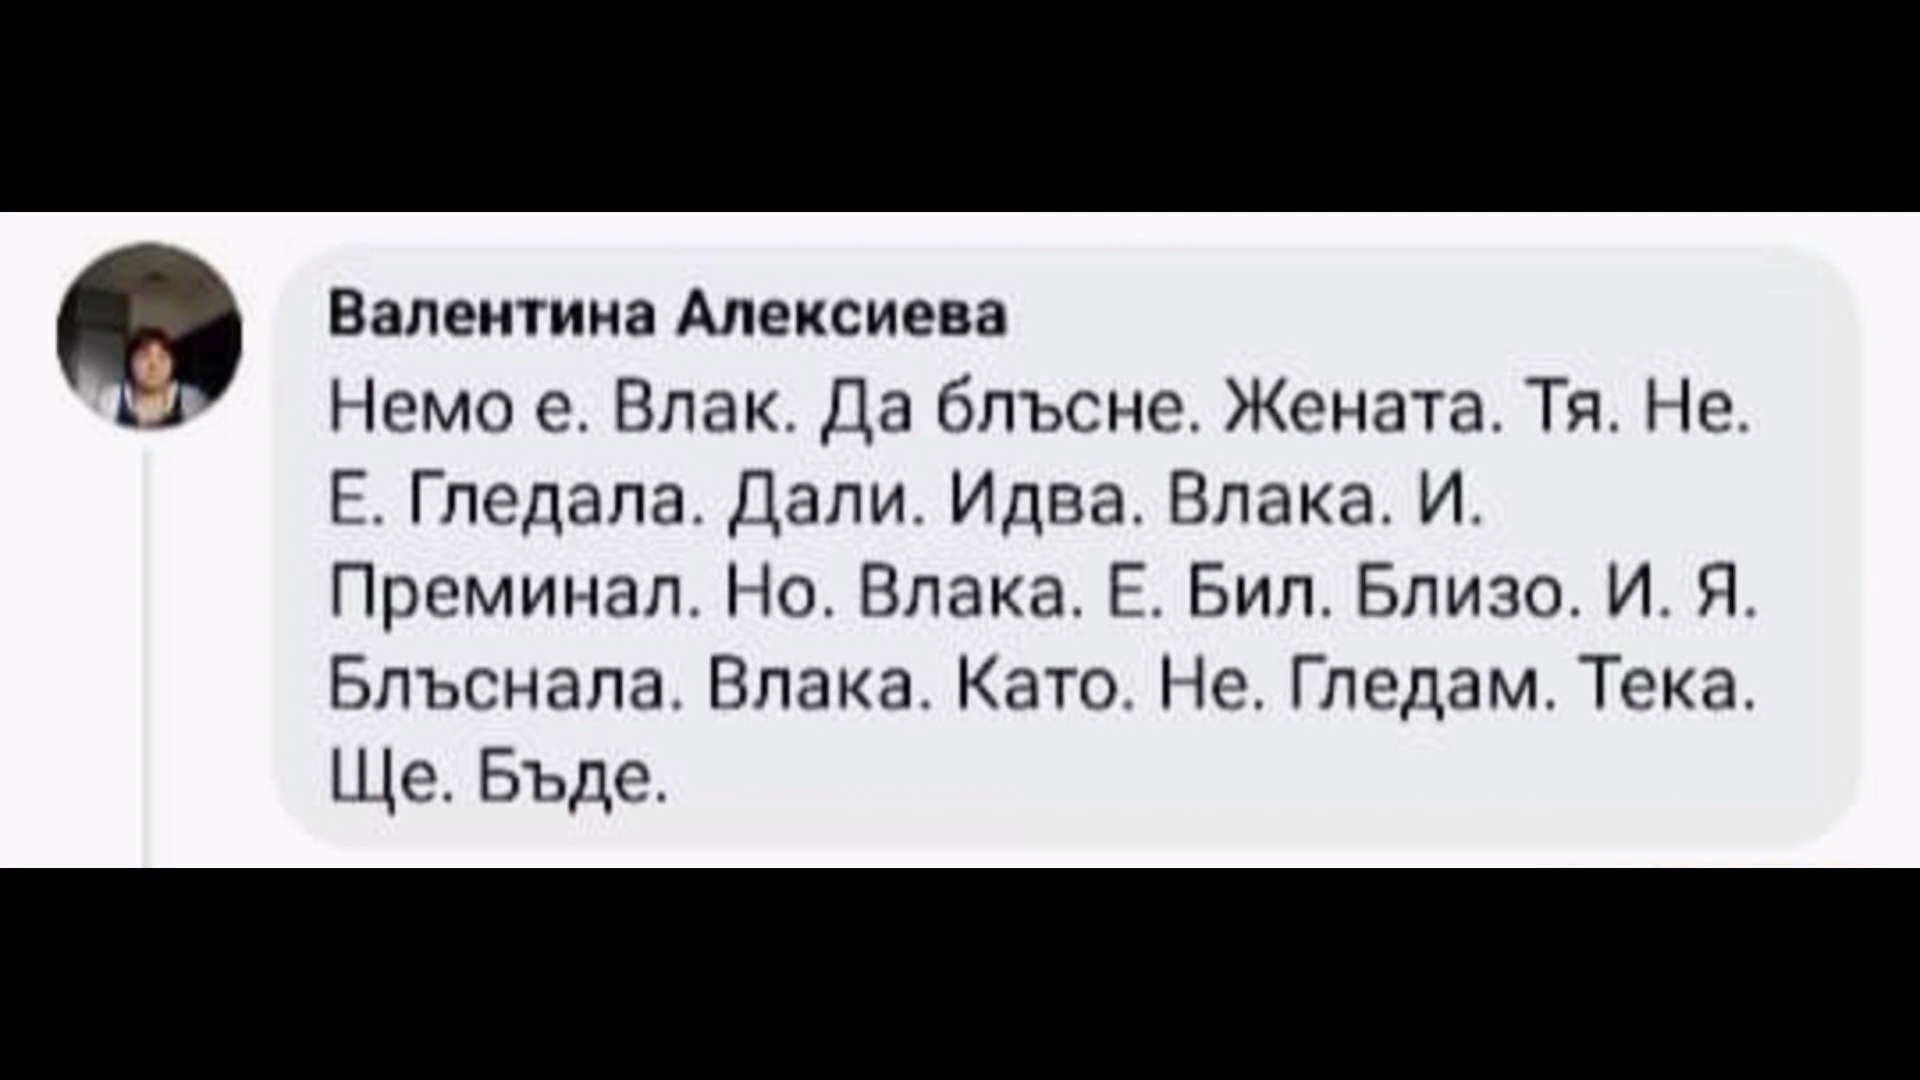 Валентина Алексиева
Немо е. Влак. Да блъсне. Жената. Тя. Не.
Е. Гледала. Дали. Идва. Влака. И.
Преминал. Но. Влака. Е. Бил. Близо. И. Я.
Блъснала. Влака. Като. Не. Гледам. Тека.
Ще. Бъде.